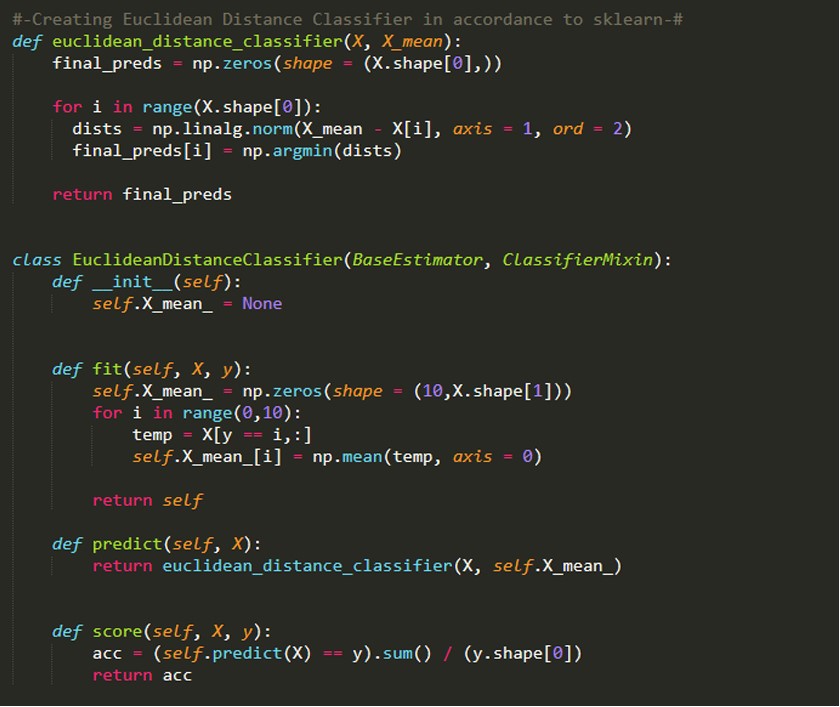 #-Creating Euclidean Distance Classifier in accordance to sklearn-#
def euclidean_distance_classifier(X, X_mean):
    final_preds = np.zeros(shape = (X.shape[0],))

    for i in range(X.shape[0]):
      dists = np.linalg.norm(X_mean - X[i], axis = 1, ord = 2)
      final_preds[i] = np.argmin(dists)

    return final_preds


class EuclideanDistanceClassifier(BaseEstimator, ClassifierMixin):
    def __init__(self):
        self.X_mean_ = None


    def fit(self, X, y):
        self.X_mean_ = np.zeros(shape = (10,X.shape[1]))
        for i in range(0,10):
            temp = X[y == i,:]
            self.X_mean_[i] = np.mean(temp, axis = 0)

        return self

    def predict(self, X):
        return euclidean_distance_classifier(X, self.X_mean_)


    def score(self, X, y):
        acc = (self.predict(X) == y).sum() / (y.shape[0])
        return acc